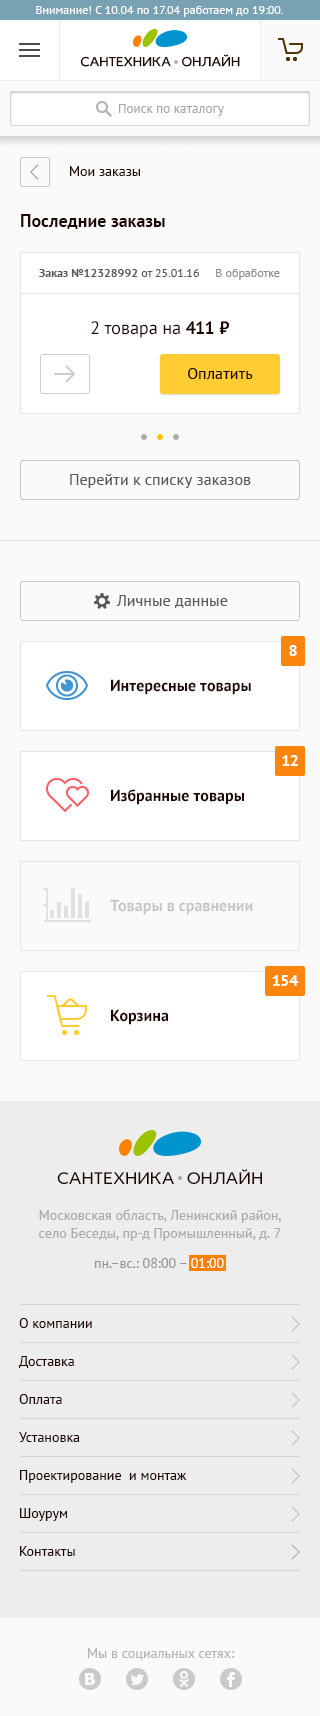 Внимание! С 10.04 по 17.04 работаем до 19:00.
САНТЕХНИКА • ОНЛАЙН
Поиск по каталогу
Мои заказы
Последние заказы
Заказ №12328992 от 25.01.16 В обработке
2 товара на 411 ₽
Оплатить
Перейти к списку заказов
Личные данные
8
Интересные товары
12
Избранные товары
Товары в сравнении
154
Корзина
САНТЕХНИКА • ОНЛАЙН
Московская область, Ленинский район,
село Беседы, пр-д Промышленный, д. 7
пн.–вс.: 08:00 – 01:00
О компании
Доставка
Оплата
Установка
Проектирование и монтаж
Шоурум
Контакты
Мы в социальных сетях: